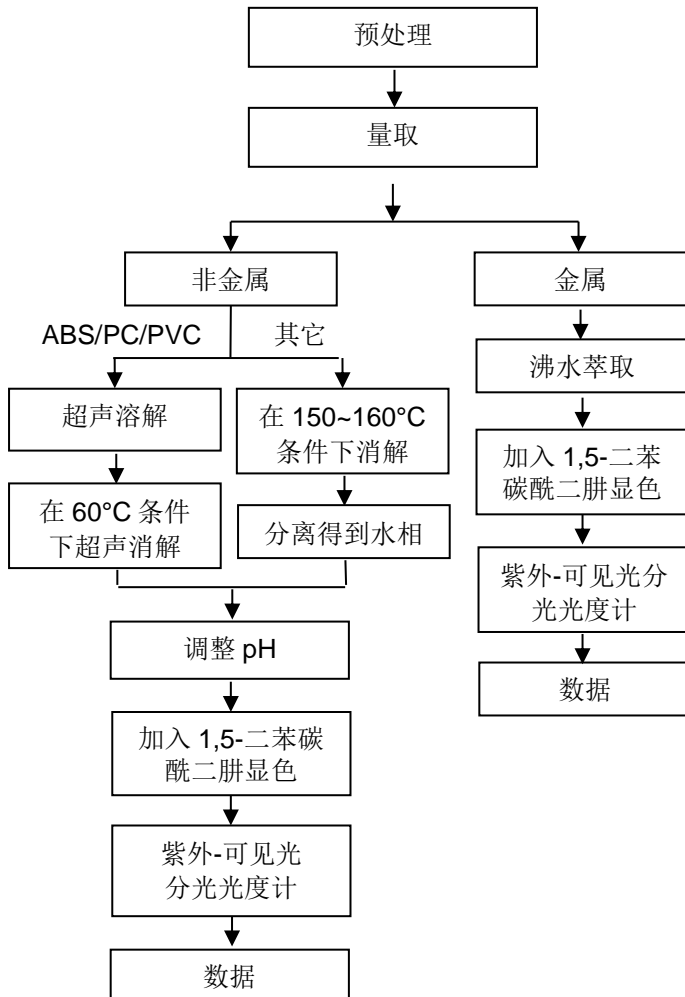 预处理
量取
非金属
金属
ABS/PC/PVC
其它
沸水萃取
超声溶解
在 150~160°C
条件下消解
加入 1,5-二苯
碳酰二肼显色
在 60°C 条件
下超声消解
分离得到水相
紫外-可见光分
光光度计
调整 pH
数据
加入 1,5-二苯碳
酰二肼显色
紫外-可见光
分光光度计
数据